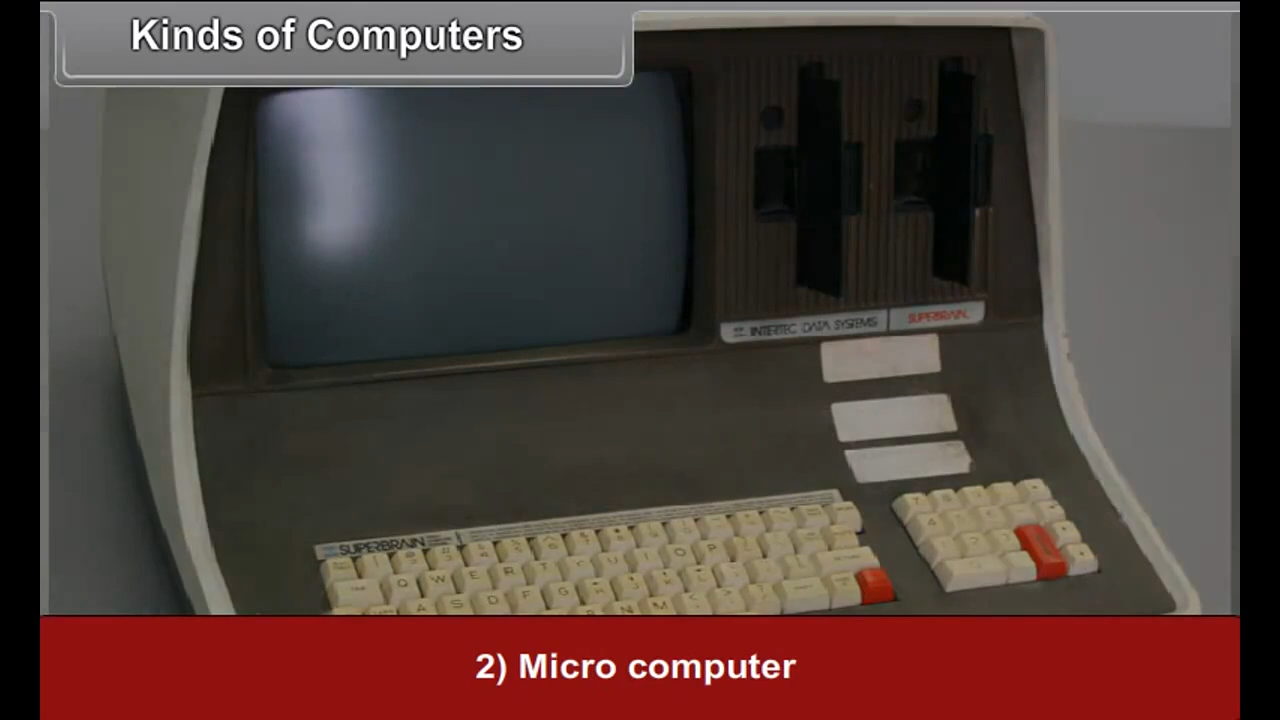 Kinds of Computers
INTERTEC DATA SYSTEMS SUPERBRAIN
SUPERBRAIN
Q W E R T Y U I O P
A S D F G
N M
2) Micro computer